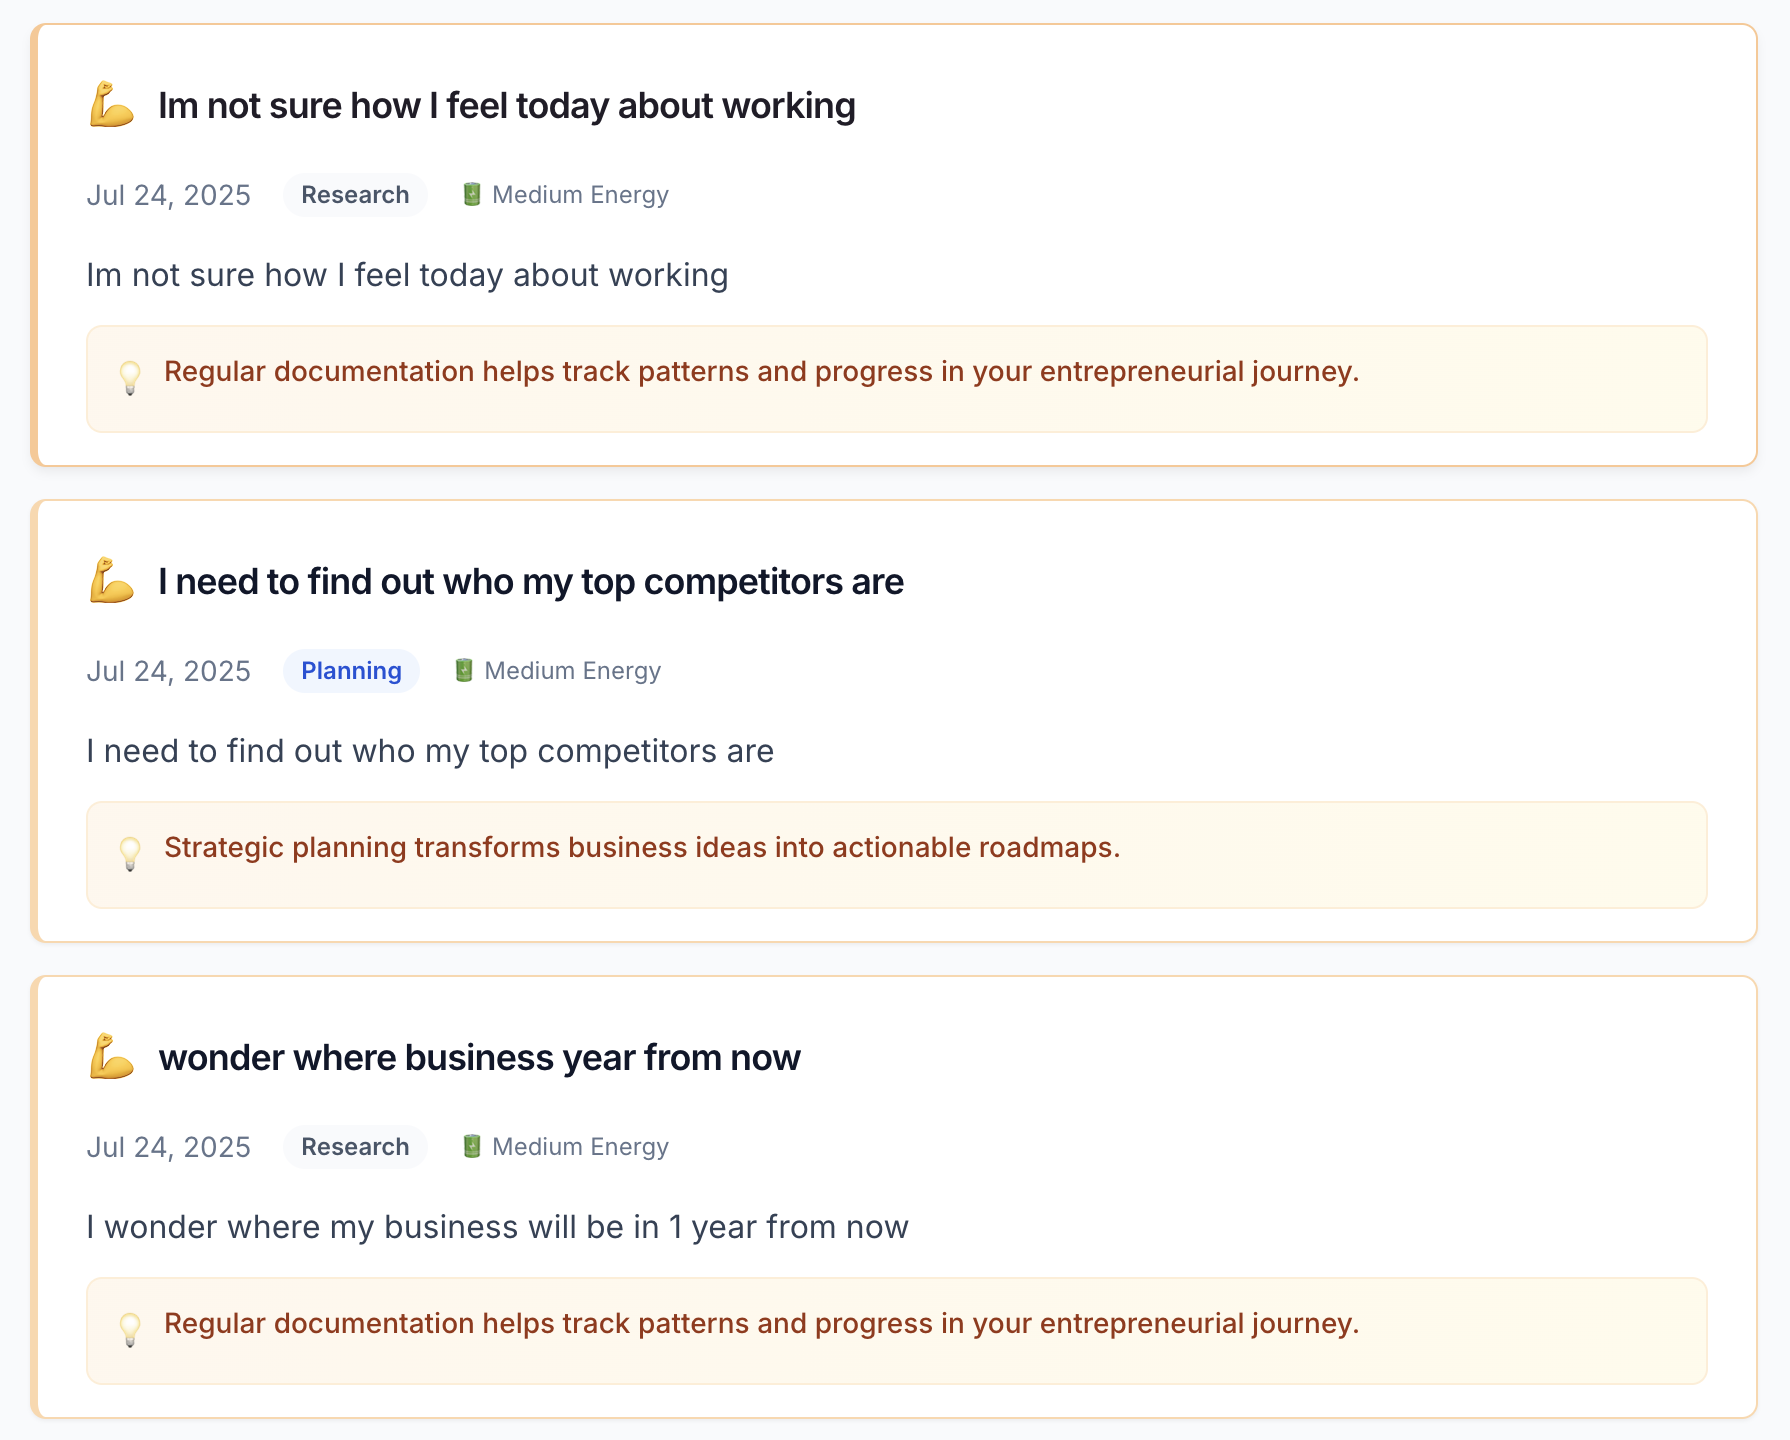 Im not sure how I feel today about working
Jul 24, 2025 Research Medium Energy
Im not sure how I feel today about working
Regular documentation helps track patterns and progress in your entrepreneurial journey.
I need to find out who my top competitors are
Jul 24, 2025 Planning Medium Energy
I need to find out who my top competitors are
Strategic planning transforms business ideas into actionable roadmaps.
wonder where business year from now
Jul 24, 2025 Research Medium Energy
I wonder where my business will be in 1 year from now
Regular documentation helps track patterns and progress in your entrepreneurial journey.